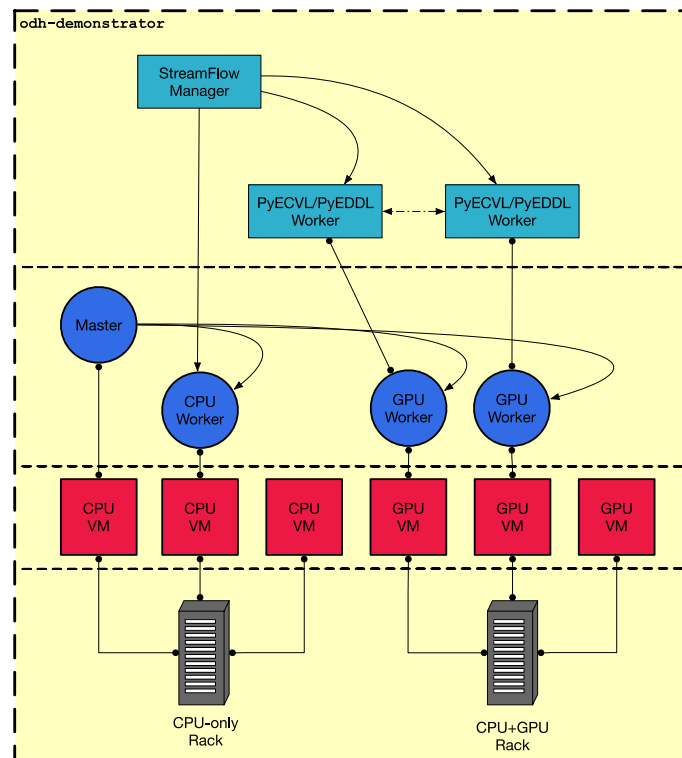 odh-demonstrator
StreamFlow
Manager
PyECVL/PyEDDL
Worker
PyECVL/PyEDDL
Worker
Master
CPU
Worker
GPU
Worker
GPU
Worker
CPU
VM
CPU
VM
CPU
VM
GPU
VM
GPU
VM
GPU
VM
CPU-only
Rack
CPU+GPU
Rack